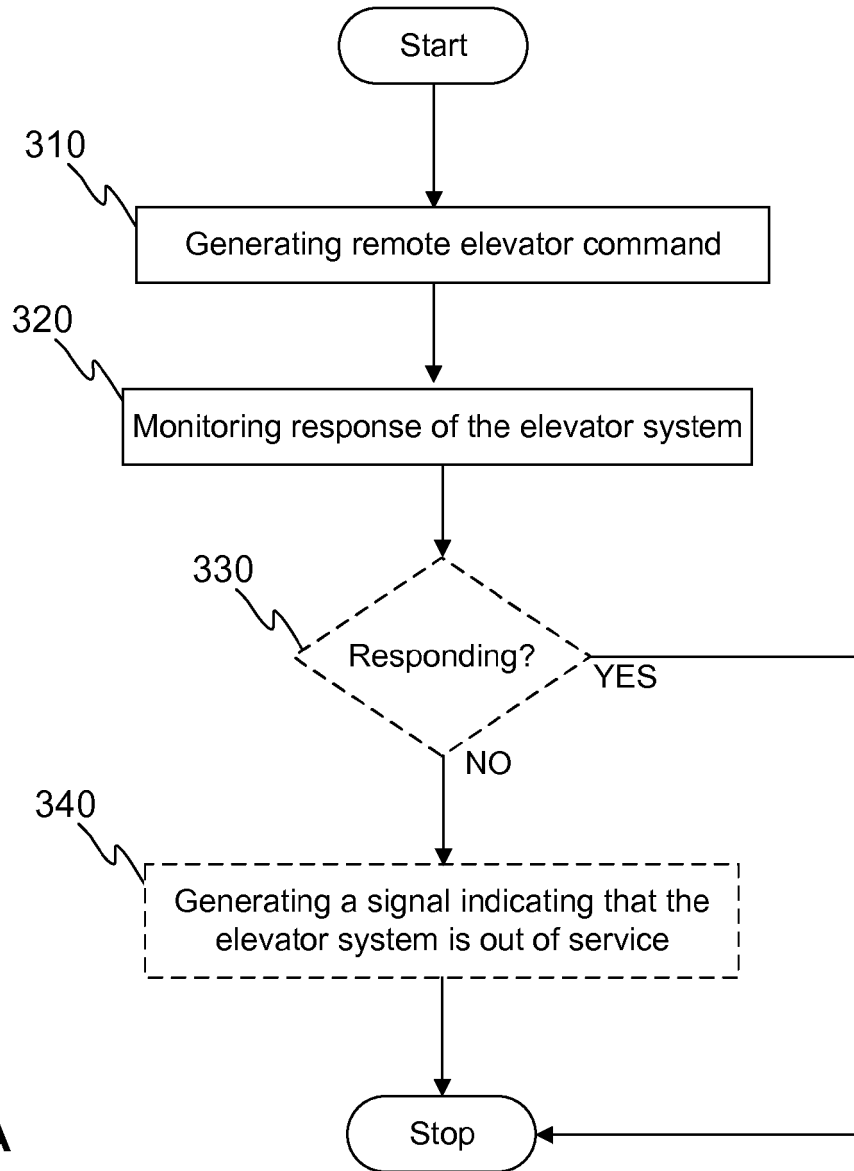 Start
310
Generating remote elevator command
320
Monitoring response of the elevator system
330
Responding?
YES
NO
340
Generating a signal indicating that the
elevator system is out of service
A
Stop